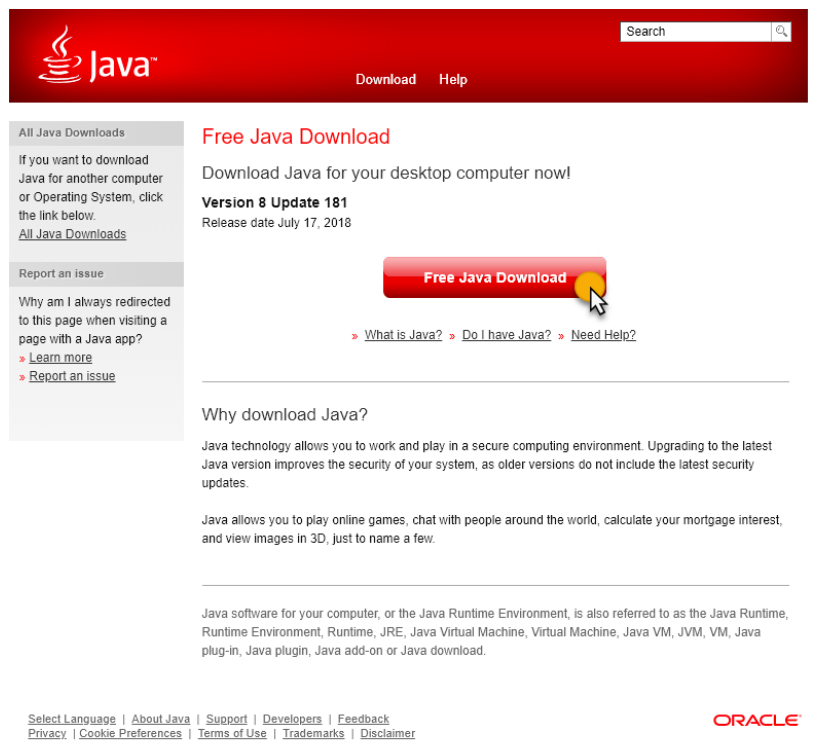 Java™
Search
Download Help
All Java Downloads
If you want to download
Java for another computer
or Operating System, click
the link below.
All Java Downloads
Report an issue
Why am I always redirected
to this page when visiting a
page with a Java app?
» Learn more
» Report an issue
Free Java Download
Download Java for your desktop computer now!
Version 8 Update 181
Release date July 17, 2018
Free Java Download
» What is Java? » Do I have Java? » Need Help?
Why download Java?
Java technology allows you to work and play in a secure computing environment. Upgrading to the latest
Java version improves the security of your system, as older versions do not include the latest security
updates.
Java allows you to play online games, chat with people around the world, calculate your mortgage interest,
and view images in 3D, just to name a few.
Java software for your computer, or the Java Runtime Environment, is also referred to as the Java Runtime,
Runtime Environment, Runtime, JRE, Java Virtual Machine, Virtual Machine, Java VM, JVM, VM, Java
plug-in, Java plugin, Java add-on or Java download.
Select Language | About Java | Support | Developers | Feedback
Privacy | Cookie Preferences | Terms of Use | Trademarks | Disclaimer
ORACLE